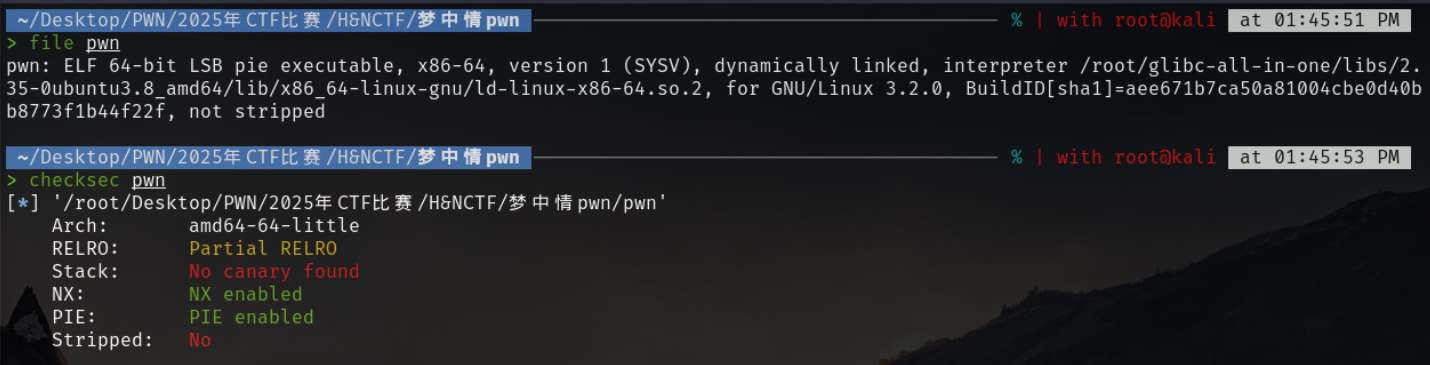 ~/Desktop/PWN/2025年CTF比赛/H&NCTF/梦中情pwn % | with root@kali at 01:45:51 PM
> file pwn
pwn: ELF 64-bit LSB pie executable, x86-64, version 1 (SYSV), dynamically linked, interpreter /root/glibc-all-in-one/libs/2.
35-0ubuntu3.8_amd64/lib/x86_64-linux-gnu/ld-linux-x86-64.so.2, for GNU/Linux 3.2.0, BuildID[sha1]=aee671b7ca50a81004cbe0d40b
b8773f1b44f22f, not stripped
~/Desktop/PWN/2025年CTF比赛/H&NCTF/梦中情pwn % | with root@kali at 01:45:53 PM
> checksec pwn
[*] '/root/Desktop/PWN/2025年CTF比赛/H&NCTF/梦中情pwn/pwn'
Arch: amd64-64-little
RELRO: Partial RELRO
Stack: No canary found
NX: NX enabled
PIE: PIE enabled
Stripped: No